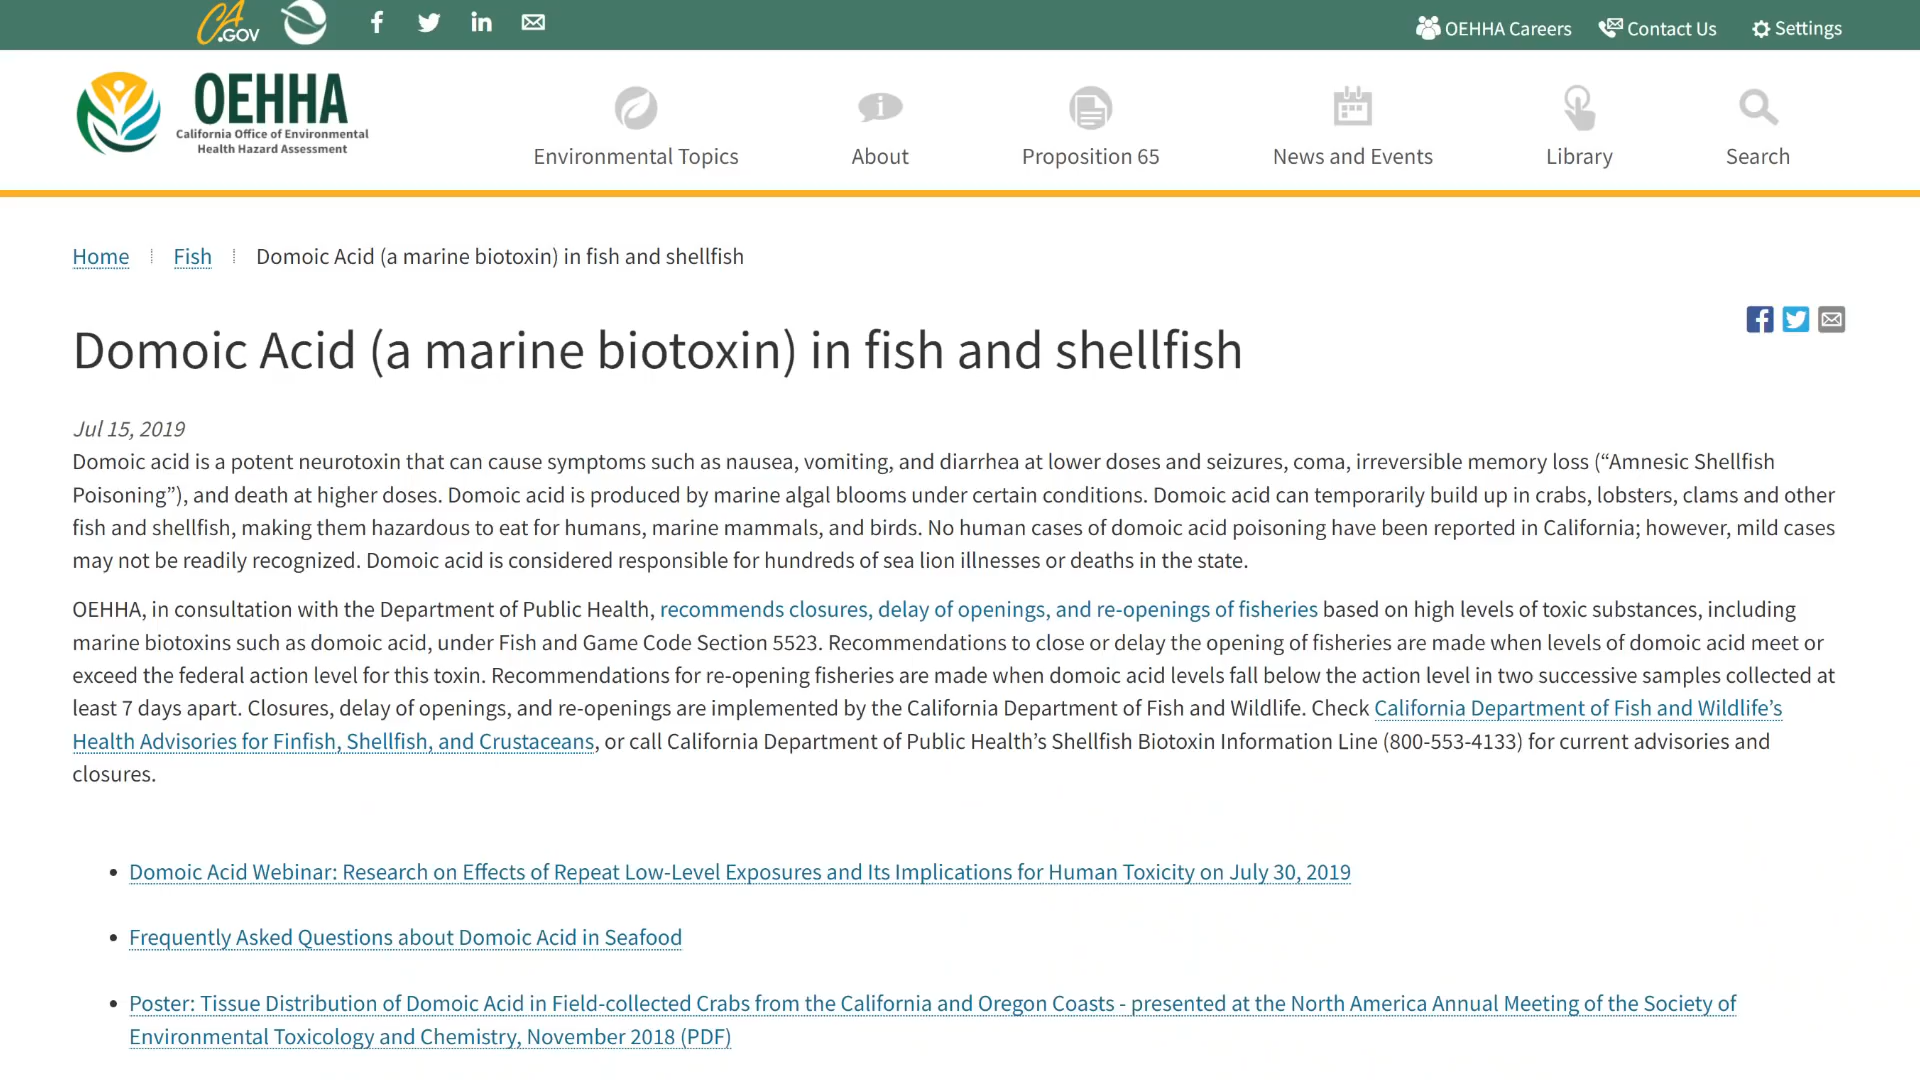 CA.GOV
OEHHA Careers
Contact Us
Settings
OEHHA
California Office of Environmental
Health Hazard Assessment
Environmental Topics
About
Proposition 65
News and Events
Library
Search
Home
Fish
Domoic Acid (a marine biotoxin) in fish and shellfish
Domoic Acid (a marine biotoxin) in fish and shellfish
Jul 15, 2019
Domoic acid is a potent neurotoxin that can cause symptoms such as nausea, vomiting, and diarrhea at lower doses and seizures, coma, irreversible memory loss (“Amnesic Shellfish
Poisoning”), and death at higher doses. Domoic acid is produced by marine algal blooms under certain conditions. Domoic acid can temporarily build up in crabs, lobsters, clams and other
fish and shellfish, making them hazardous to eat for humans, marine mammals, and birds. No human cases of domoic acid poisoning have been reported in California; however, mild cases
may not be readily recognized. Domoic acid is considered responsible for hundreds of sea lion illnesses or deaths in the state.
OEHHA, in consultation with the Department of Public Health, recommends closures, delay of openings, and re-openings of fisheries based on high levels of toxic substances, including
marine biotoxins such as domoic acid, under Fish and Game Code Section 5523. Recommendations to close or delay the opening of fisheries are made when levels of domoic acid meet or
exceed the federal action level for this toxin. Recommendations for re-opening fisheries are made when domoic acid levels fall below the action level in two successive samples collected at
least 7 days apart. Closures, delay of openings, and re-openings are implemented by the California Department of Fish and Wildlife. Check California Department of Fish and Wildlife’s
Health Advisories for Finfish, Shellfish, and Crustaceans, or call California Department of Public Health’s Shellfish Biotoxin Information Line (800-553-4133) for current advisories and
closures.
• Domoic Acid Webinar: Research on Effects of Repeat Low-Level Exposures and Its Implications for Human Toxicity on July 30, 2019
• Frequently Asked Questions about Domoic Acid in Seafood
• Poster: Tissue Distribution of Domoic Acid in Field-collected Crabs from the California and Oregon Coasts - presented at the North America Annual Meeting of the Society of
Environmental Toxicology and Chemistry, November 2018 (PDF)